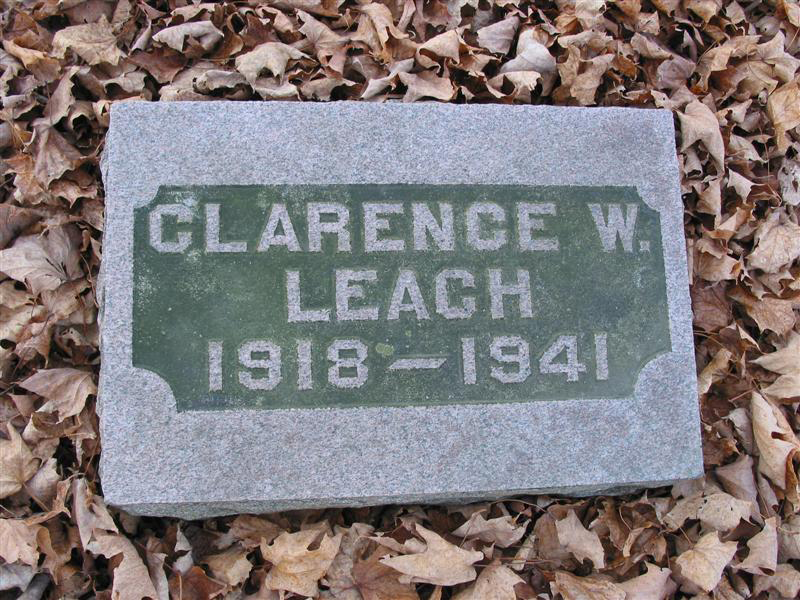 CLARENCE W.
LEACH
1918 — 1941